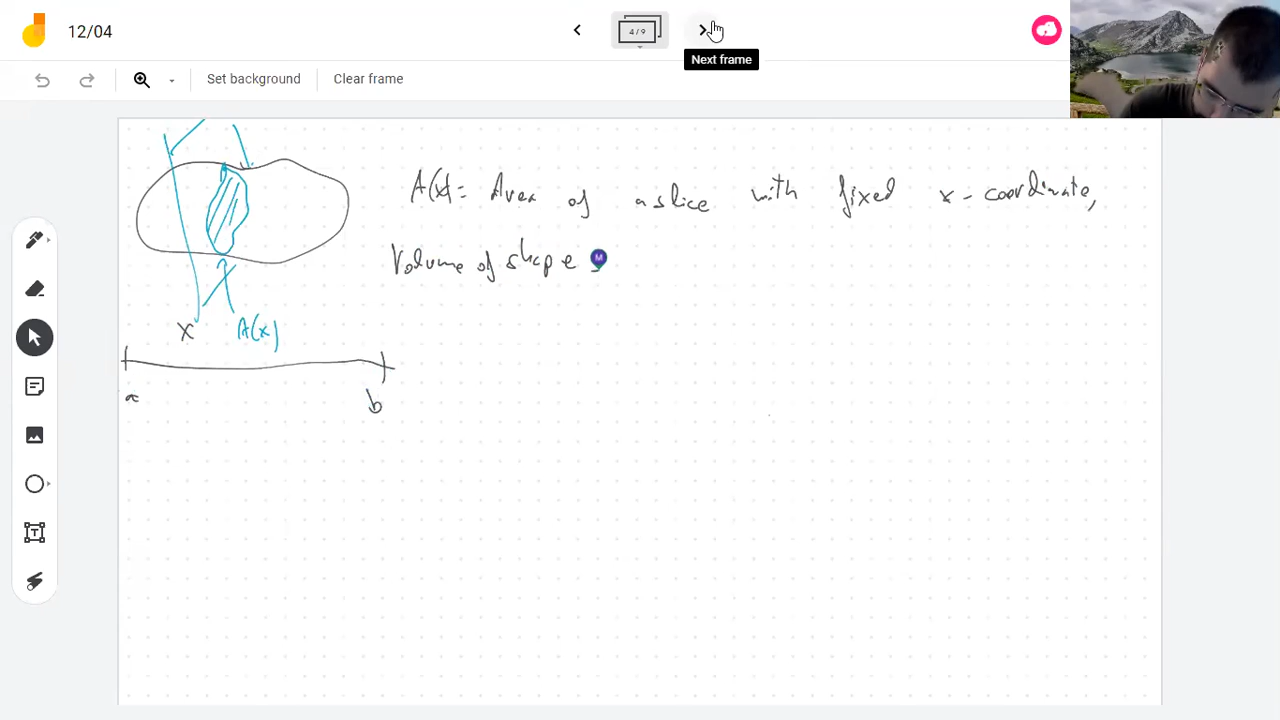 12/04
4 / 9
Next frame
Set background
Clear frame
A(x) = Area of a slice with fixed x-coordinate,
Volume of shape
M
x
A(x)
a
b